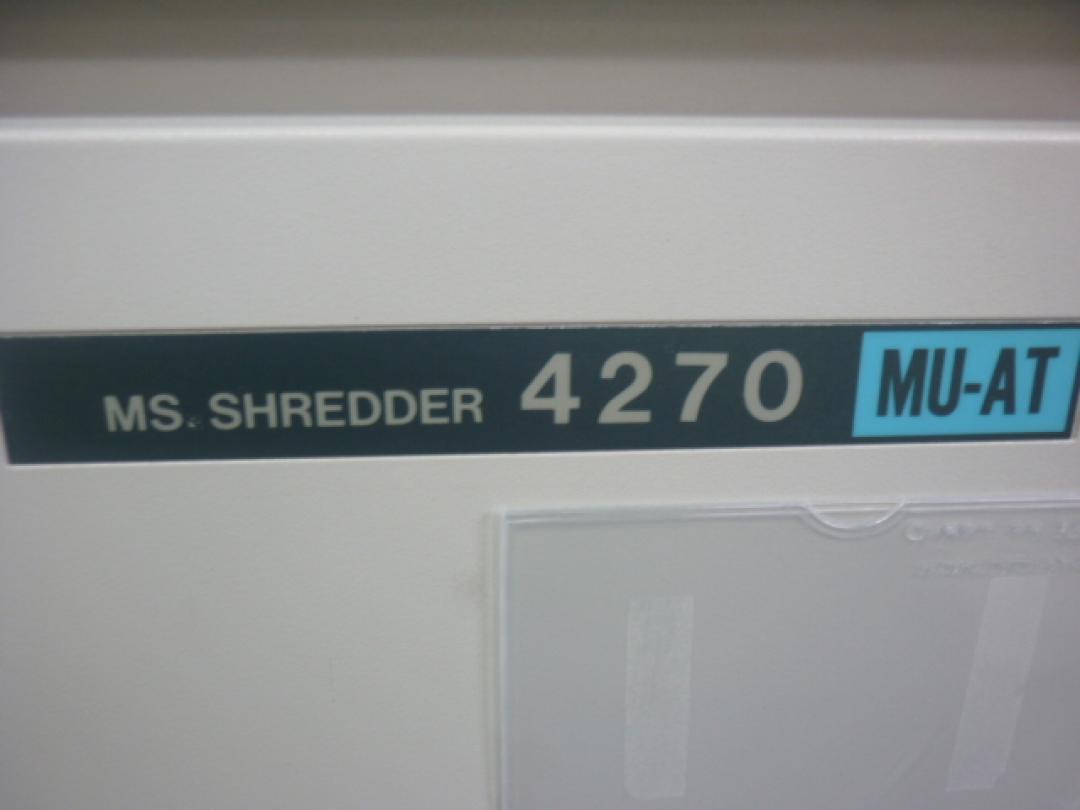 MS. SHREDDER 4270 MU-AT